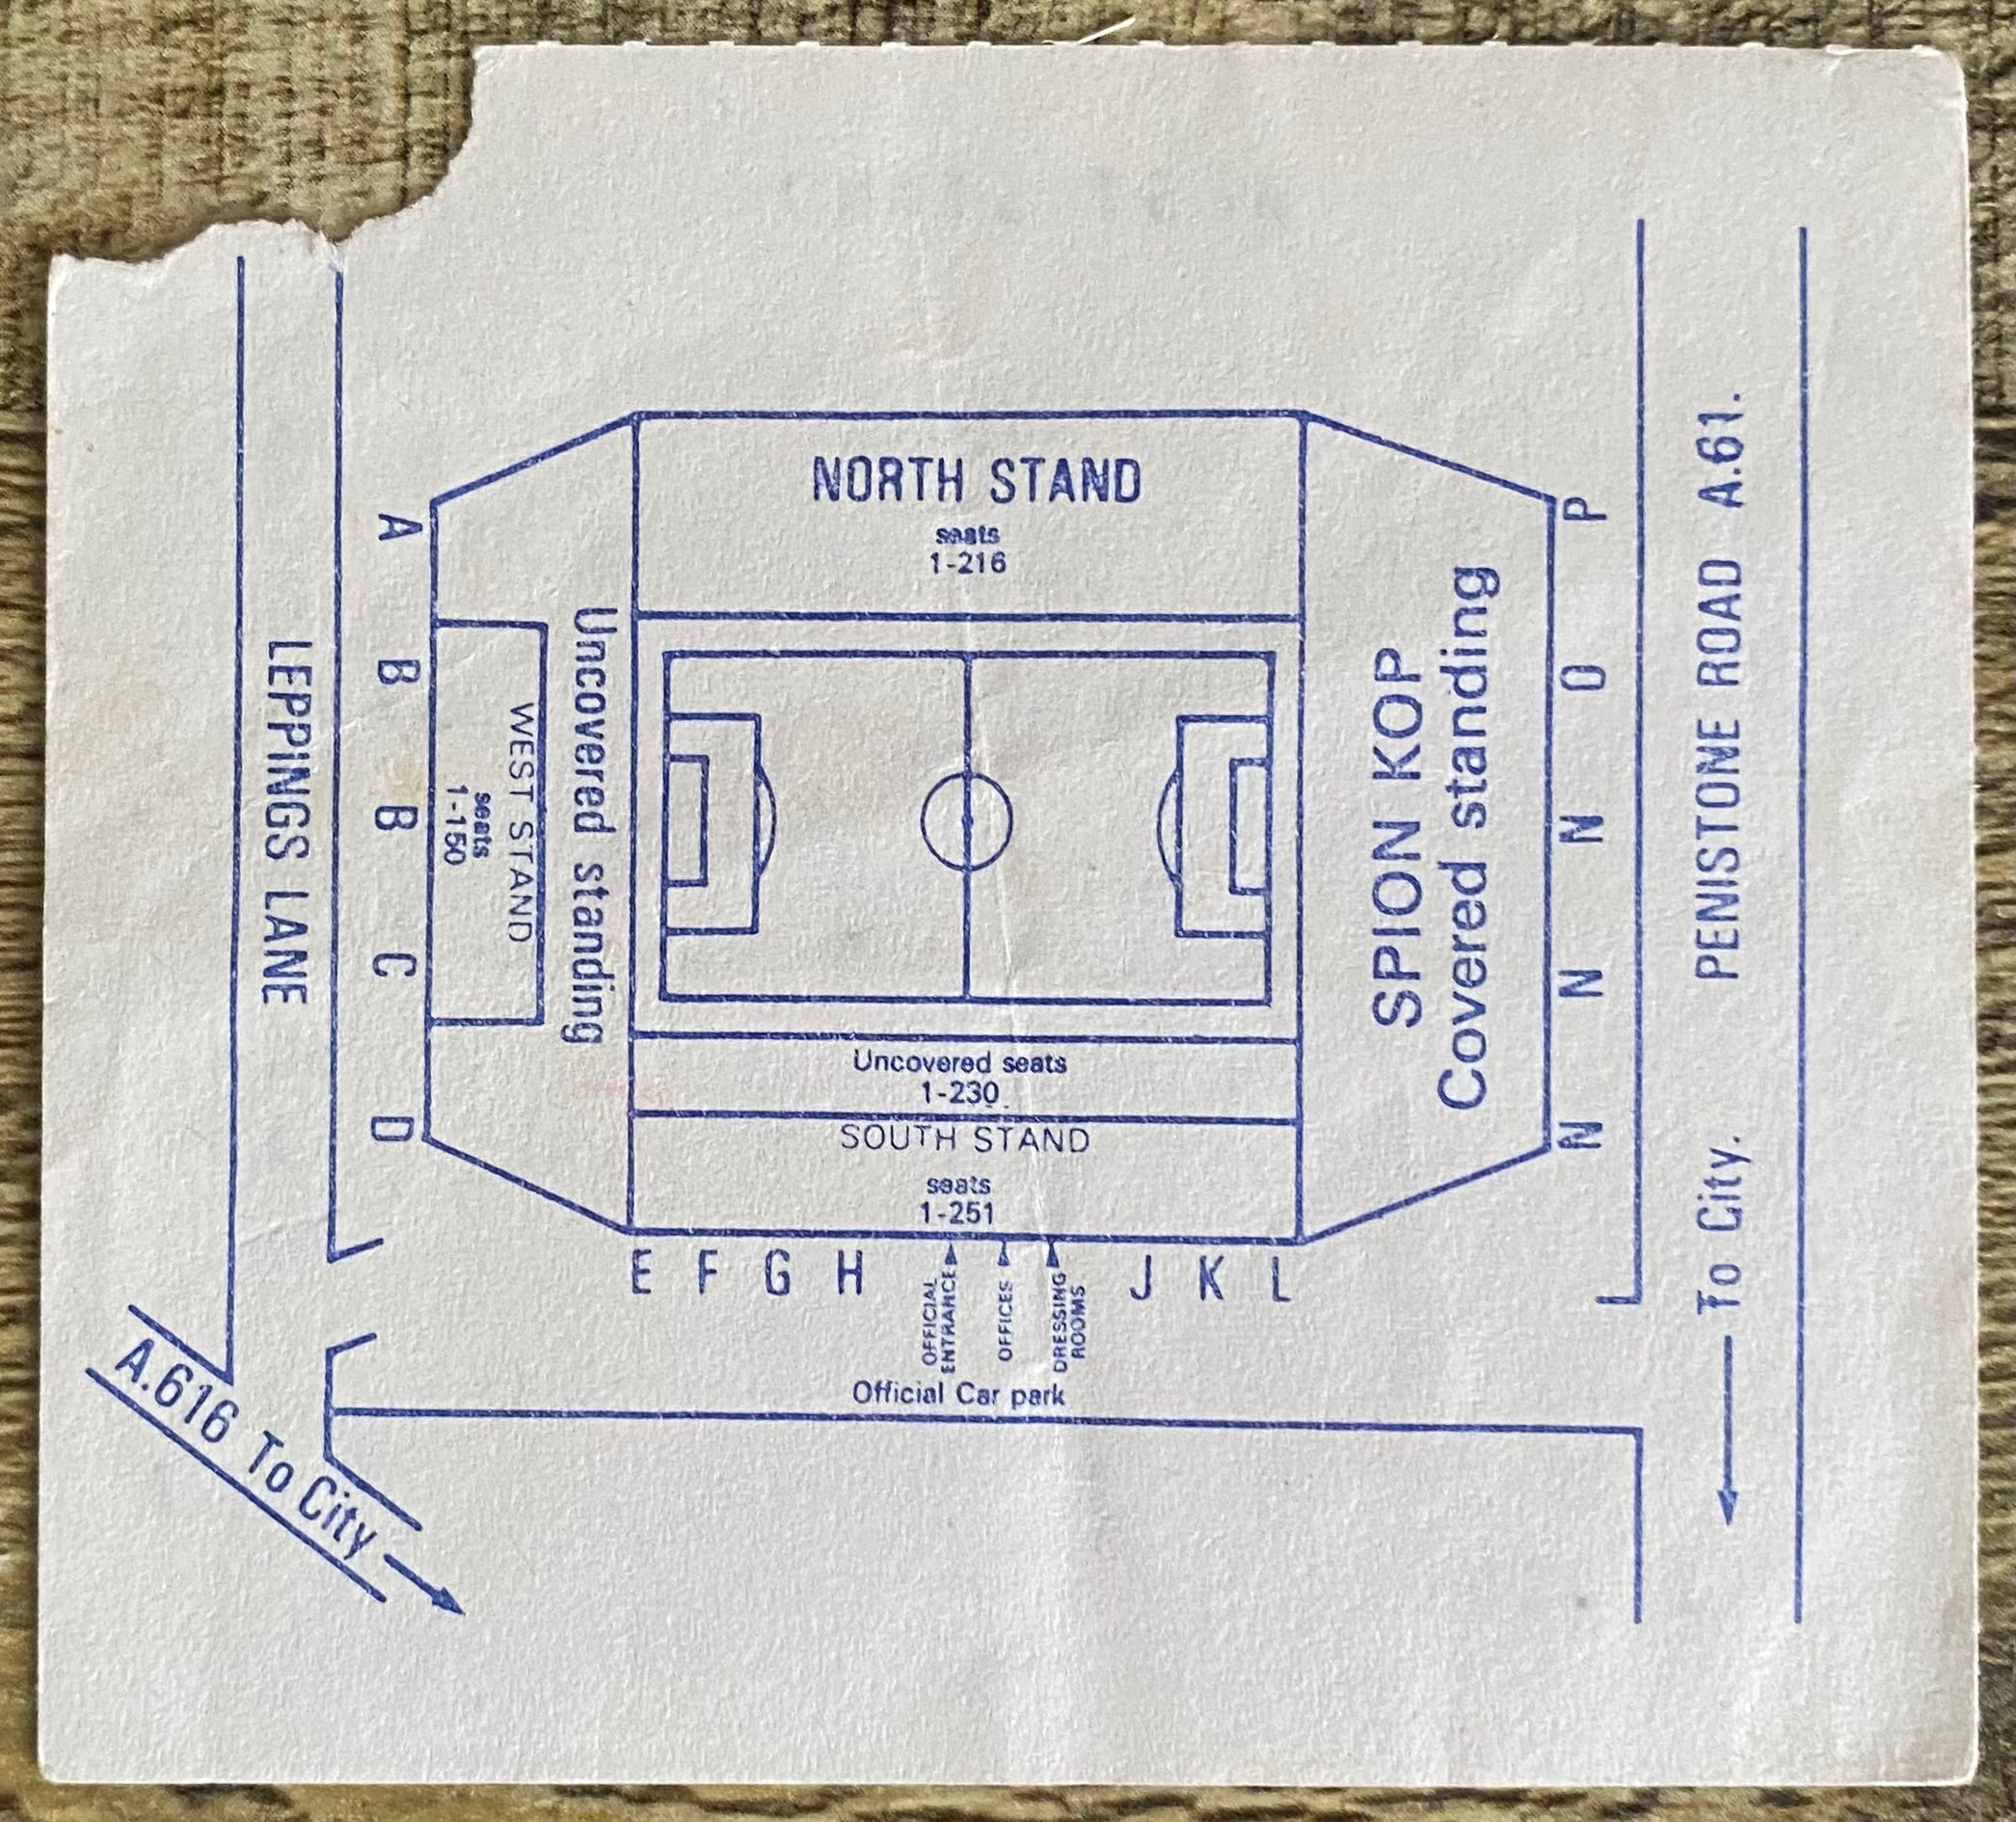 NORTH STAND
seats
1-216
A
B
B
C
D
LEPPINGS LANE
WEST STAND
seats
1-150
Uncovered standing
SPION KOP
Covered standing
P
O
N
N
N
PENISTONE ROAD A.61.
To City.
Uncovered seats
1-230
SOUTH STAND
seats
1-251
E F G H
OFFICIAL
ENTRANCE
OFFICES
DRESSING
ROOMS
J K L
Official Car park
A.616 To City